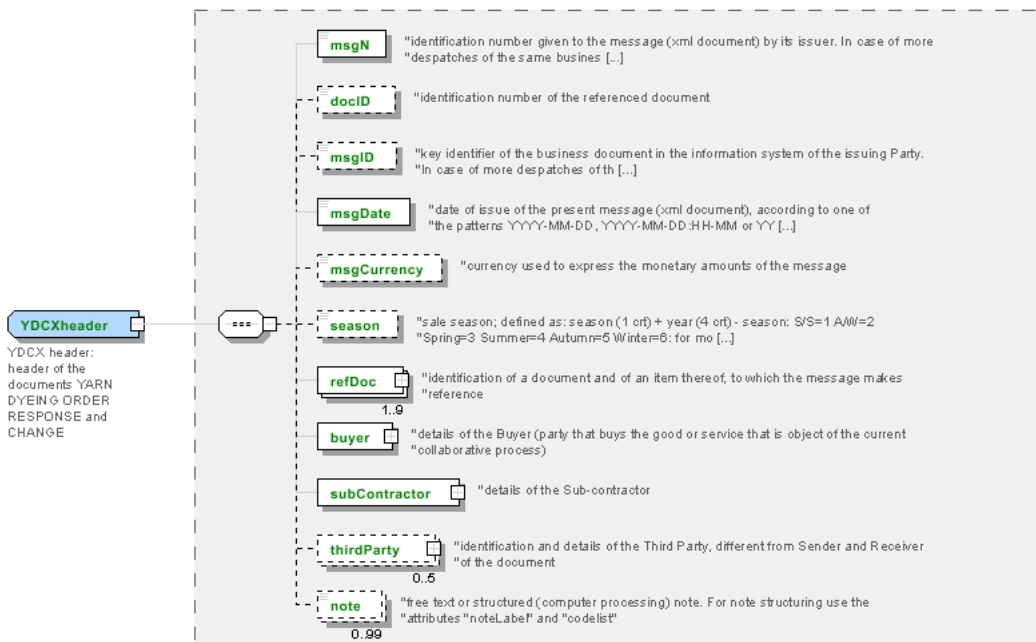 msgN
"identification number given to the message (xml document) by its issuer. In case of more
"despatches of the same busines [...]
docID
"identification number of the referenced document
msgID
"key identifier of the business document in the information system of the issuing Party.
"In case of more despatches of th [...]
msgDate
"date of issue of the present message (xml document), according to one of
"the patterns YYYY-MM-DD, YYYY-MM-DD:HH-MM or YY [...]
msgCurrency
"currency used to express the monetary amounts of the message
YDCXheader
YDCX header:
header of the
documents YARN
DYEING ORDER
RESPONSE and
CHANGE
season
"sale season; defined as: season (1 crt) + year (4 crt) - season: S/S=1 A/W=2
"Spring=3 Summer=4 Autumn=5 Winter=6: for mo [...]
refDoc
"identification of a document and of an item thereof, to which the message makes
"reference
1..9
buyer
"details of the Buyer (party that buys the good or service that is object of the current
"collaborative process)
subContractor
"details of the Sub-contractor
thirdParty
"identification and details of the Third Party, different from Sender and Receiver
"of the document
0..5
note
"free text or structured (computer processing) note. For note structuring use the
"attributes "noteLabel" and "codelist"
0..99